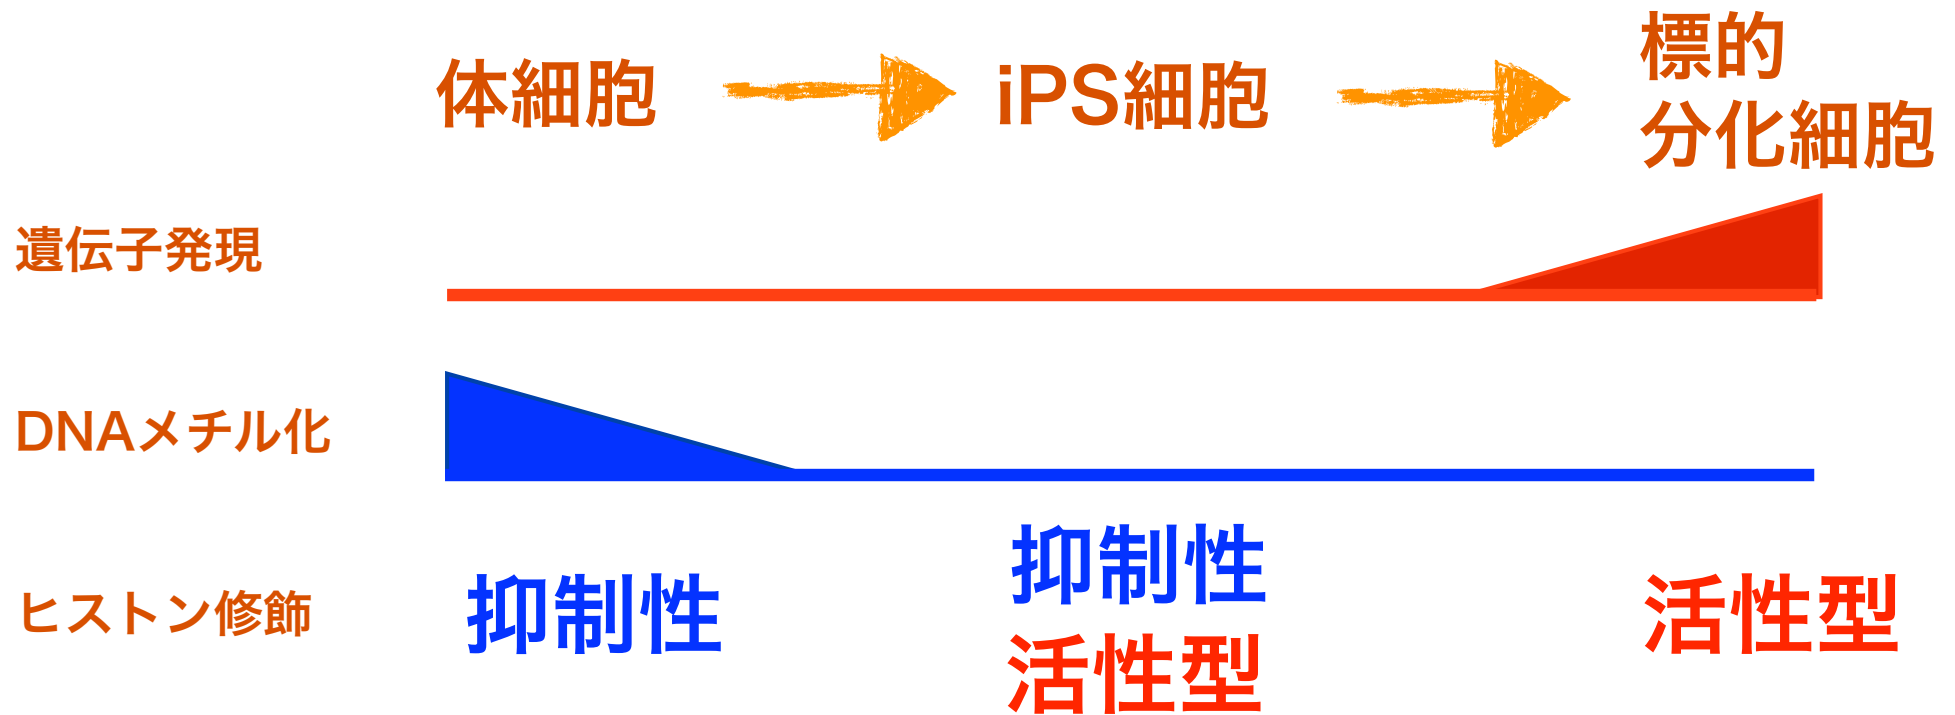 体細胞
iPS細胞
標的
分化細胞
遺伝子発現
DNAメチル化
ヒストン修飾
抑制性
抑制性
活性型
活性型